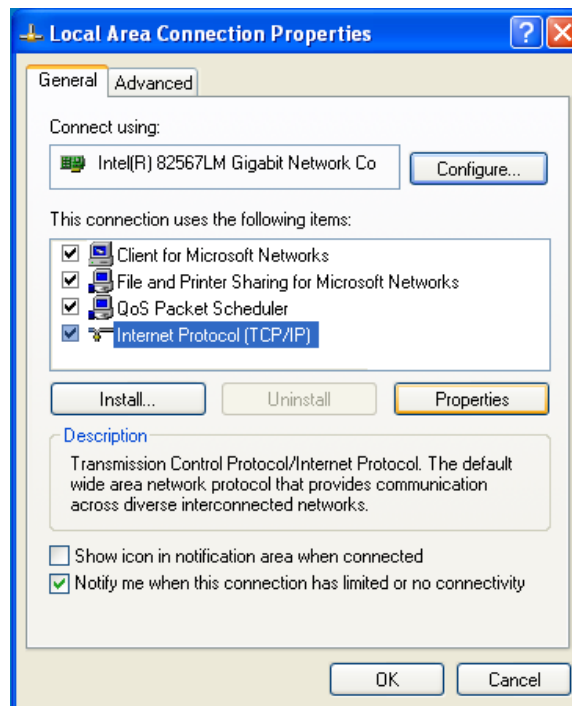 Local Area Connection Properties
?
General Advanced
Connect using:
Intel(R) 82567LM Gigabit Network Co Configure...
This connection uses the following items:
Client for Microsoft Networks
File and Printer Sharing for Microsoft Networks
QoS Packet Scheduler
Internet Protocol (TCP/IP)
Install... Uninstall Properties
Description
Transmission Control Protocol/Internet Protocol. The default
wide area network protocol that provides communication
across diverse interconnected networks.
Show icon in notification area when connected
Notify me when this connection has limited or no connectivity
OK Cancel